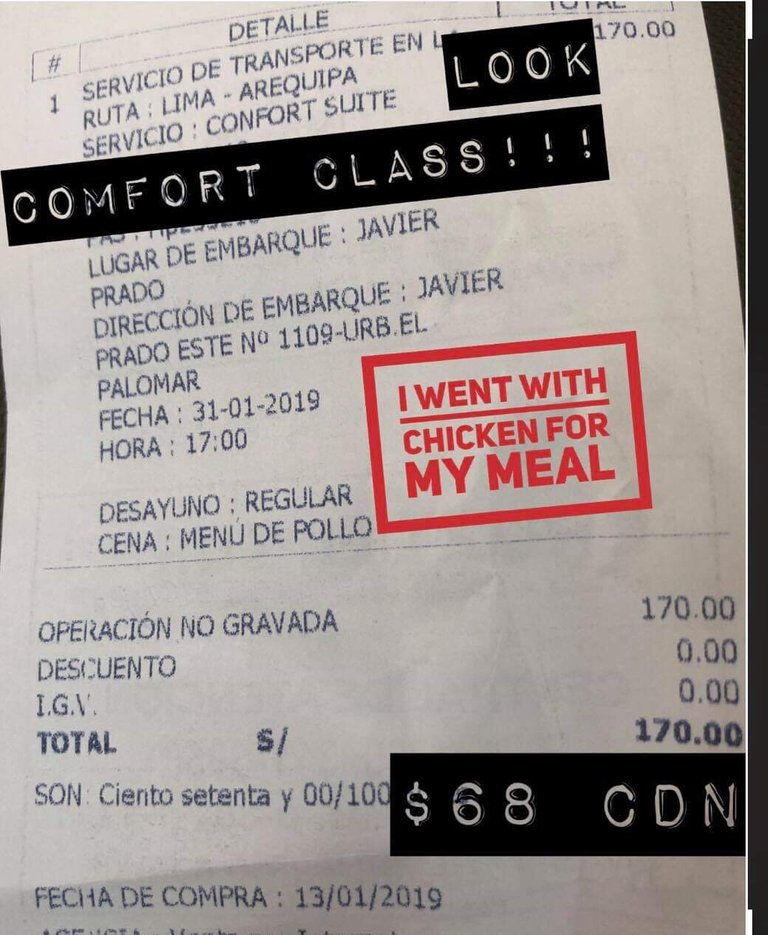 DETALLE
TOTAL
#
1 SERVICIO DE TRANSPORTE EN 170.00
LOOK
RUTA : LIMA - AREQUIPA
SERVICIO : CONFORT SUITE
COMFORT CLASS!!!
LUGAR DE EMBARQUE : JAVIER
PRADO
DIRECCIÓN DE EMBARQUE : JAVIER
PRADO ESTE Nº 1109-URB.EL
PALOMAR
FECHA : 31-01-2019
HORA : 17:00
I WENT WITH
CHICKEN FOR
MY MEAL
DESAYUNO : REGULAR
CENA : MENÚ DE POLLO
OPERACIÓN NO GRAVADA 170.00
DESCUENTO 0.00
I.G.V. 0.00
TOTAL S/ 170.00
SON: Ciento setenta y 00/100
$68 CDN
FECHA DE COMPRA : 13/01/2019